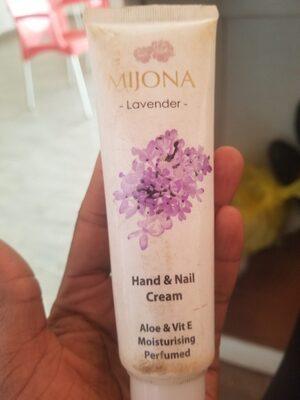 MIJONA
- Lavender -
Hand & Nail
Cream
Aloe & Vit E
Moisturising
Perfumed